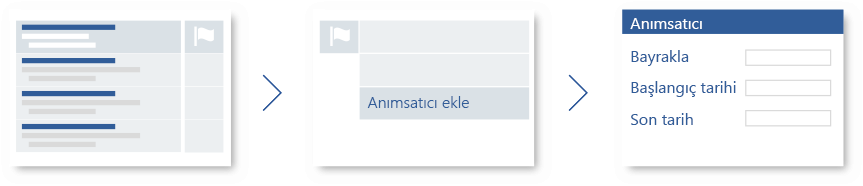 Anımsatıcı ekle
Anımsatıcı
Bayrakla
Başlangıç tarihi
Son tarih